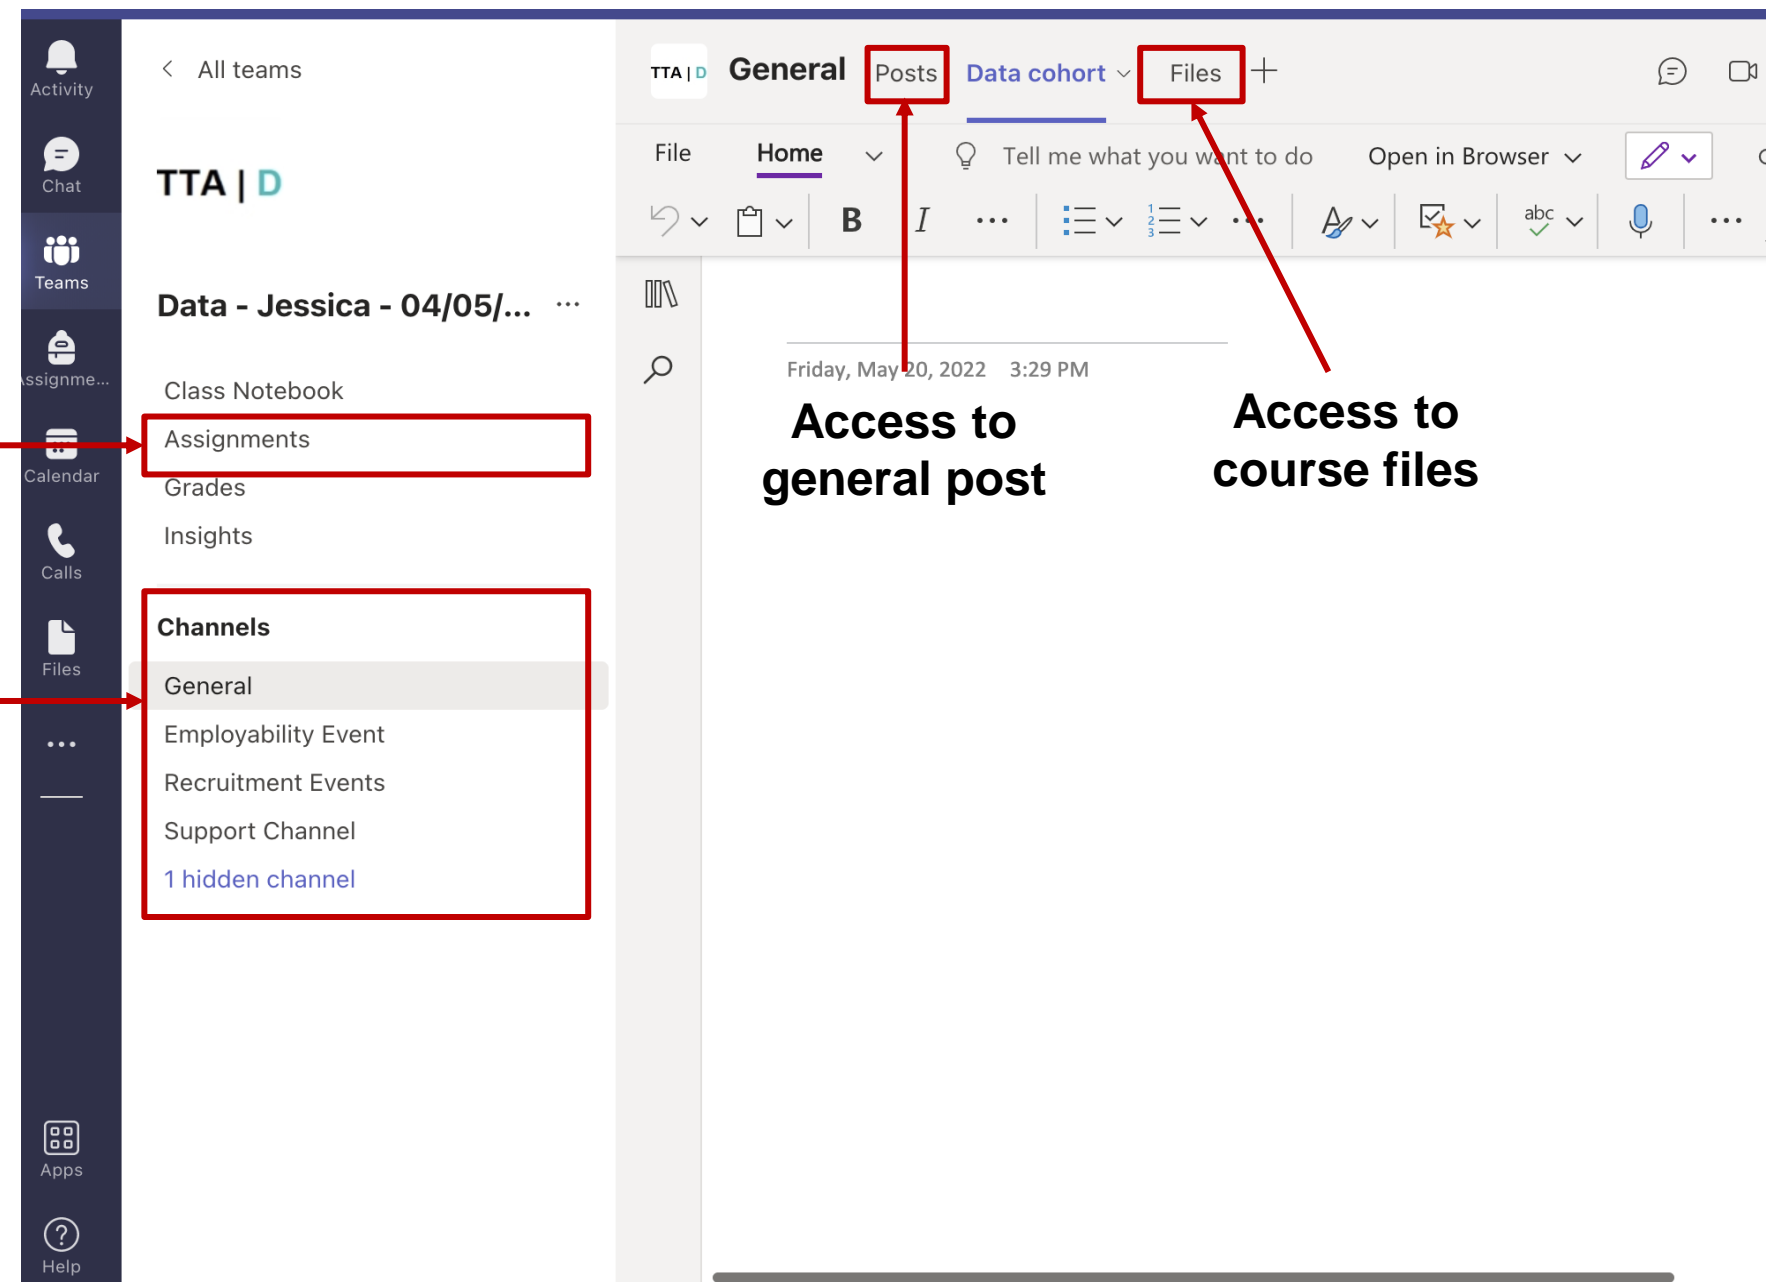 Activity
Chat
Teams
Assignme...
Calendar
Calls
Files
Apps
Help
All teams
TTA | D
Data - Jessica - 04/05/...
Class Notebook
Assignments
Grades
Insights
Channels
General
Employability Event
Recruitment Events
Support Channel
1 hidden channel
TTA | D General Posts Data cohort Files
File Home Tell me what you want to do Open in Browser
B I ... abc ...
Friday, May 20, 2022 3:29 PM
Access to
general post
Access to
course files